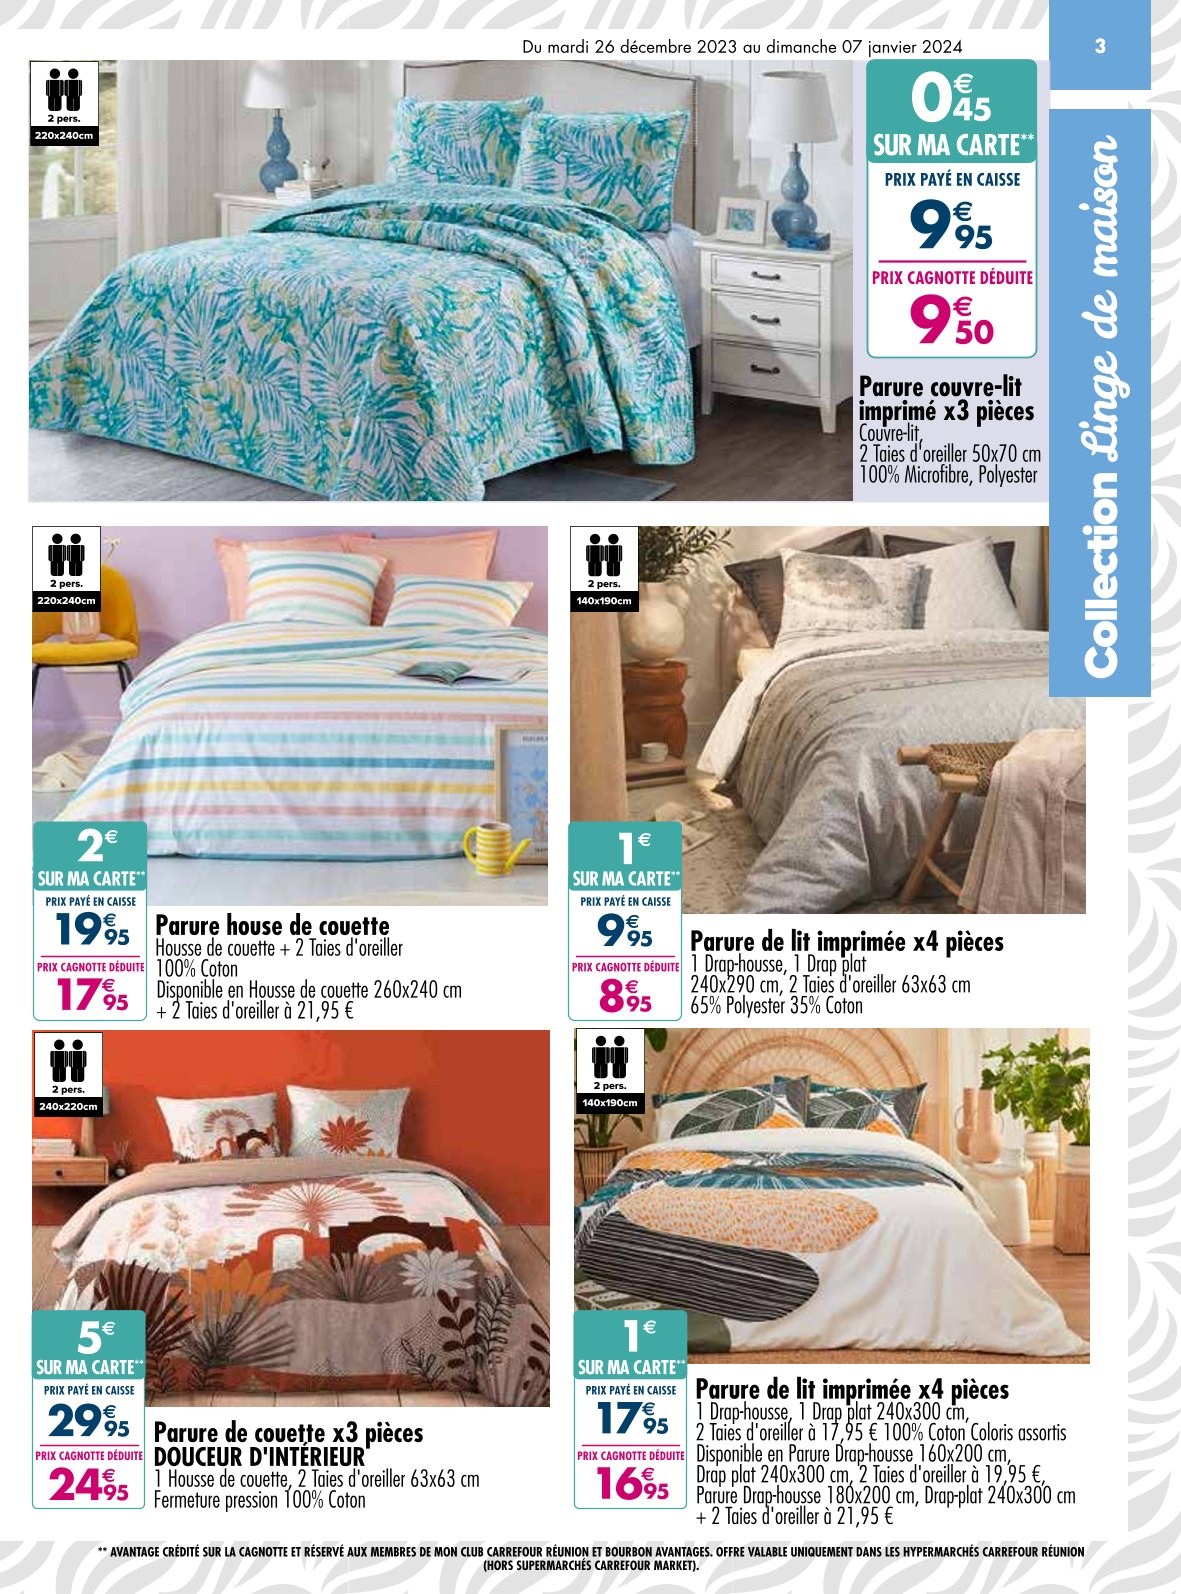 Du mardi 26 décembre 2023 au dimanche 07 janvier 2024
3
Collection Linge de maison
2 pers.
220x240cm
0€45
SUR MA CARTE**
PRIX PAYÉ EN CAISSE
9€95
PRIX CAGNOTTE DÉDUITE
9€50
Parure couvre-lit
imprimé x3 pièces
Couvre-lit,
2 Taies d'oreiller 50x70 cm
100% Microfibre, Polyester
2 pers.
220x240cm
2€
SUR MA CARTE**
PRIX PAYÉ EN CAISSE
19€95
PRIX CAGNOTTE DÉDUITE
17€95
Parure house de couette
Housse de couette + 2 Taies d'oreiller
100% Coton
Disponible en Housse de couette 260x240 cm
+ 2 Taies d'oreiller à 21,95 €
2 pers.
140x190cm
1€
SUR MA CARTE**
PRIX PAYÉ EN CAISSE
9€95
PRIX CAGNOTTE DÉDUITE
8€95
Parure de lit imprimée x4 pièces
1 Drap-housse, 1 Drap plat
240x290 cm, 2 Taies d'oreiller 63x63 cm
65% Polyester 35% Coton
2 pers.
240x220cm
5€
SUR MA CARTE**
PRIX PAYÉ EN CAISSE
29€95
PRIX CAGNOTTE DÉDUITE
24€95
Parure de couette x3 pièces
DOUCEUR D'INTÉRIEUR
1 Housse de couette, 2 Taies d'oreiller 63x63 cm
Fermeture pression 100% Coton
2 pers.
140x190cm
1€
SUR MA CARTE**
PRIX PAYÉ EN CAISSE
17€95
PRIX CAGNOTTE DÉDUITE
16€95
Parure de lit imprimée x4 pièces
1 Drap-housse, 1 Drap plat 240x300 cm,
2 Taies d'oreiller à 17,95 € 100% Coton Coloris assortis
Disponible en Parure Drap-housse 160x200 cm,
Drap plat 240x300 cm, 2 Taies d'oreiller à 19,95 €,
Parure Drap-housse 180x200 cm, Drap-plat 240x300 cm
+ 2 Taies d'oreiller à 21,95 €
** AVANTAGE CRÉDITÉ SUR LA CAGNOTTE ET RÉSERVÉ AUX MEMBRES DE MON CLUB CARREFOUR RÉUNION ET BOURBON AVANTAGES. OFFRE VALABLE UNIQUEMENT DANS LES HYPERMARCHÉS CARREFOUR RÉUNION
(HORS SUPERMARCHÉS CARREFOUR MARKET).